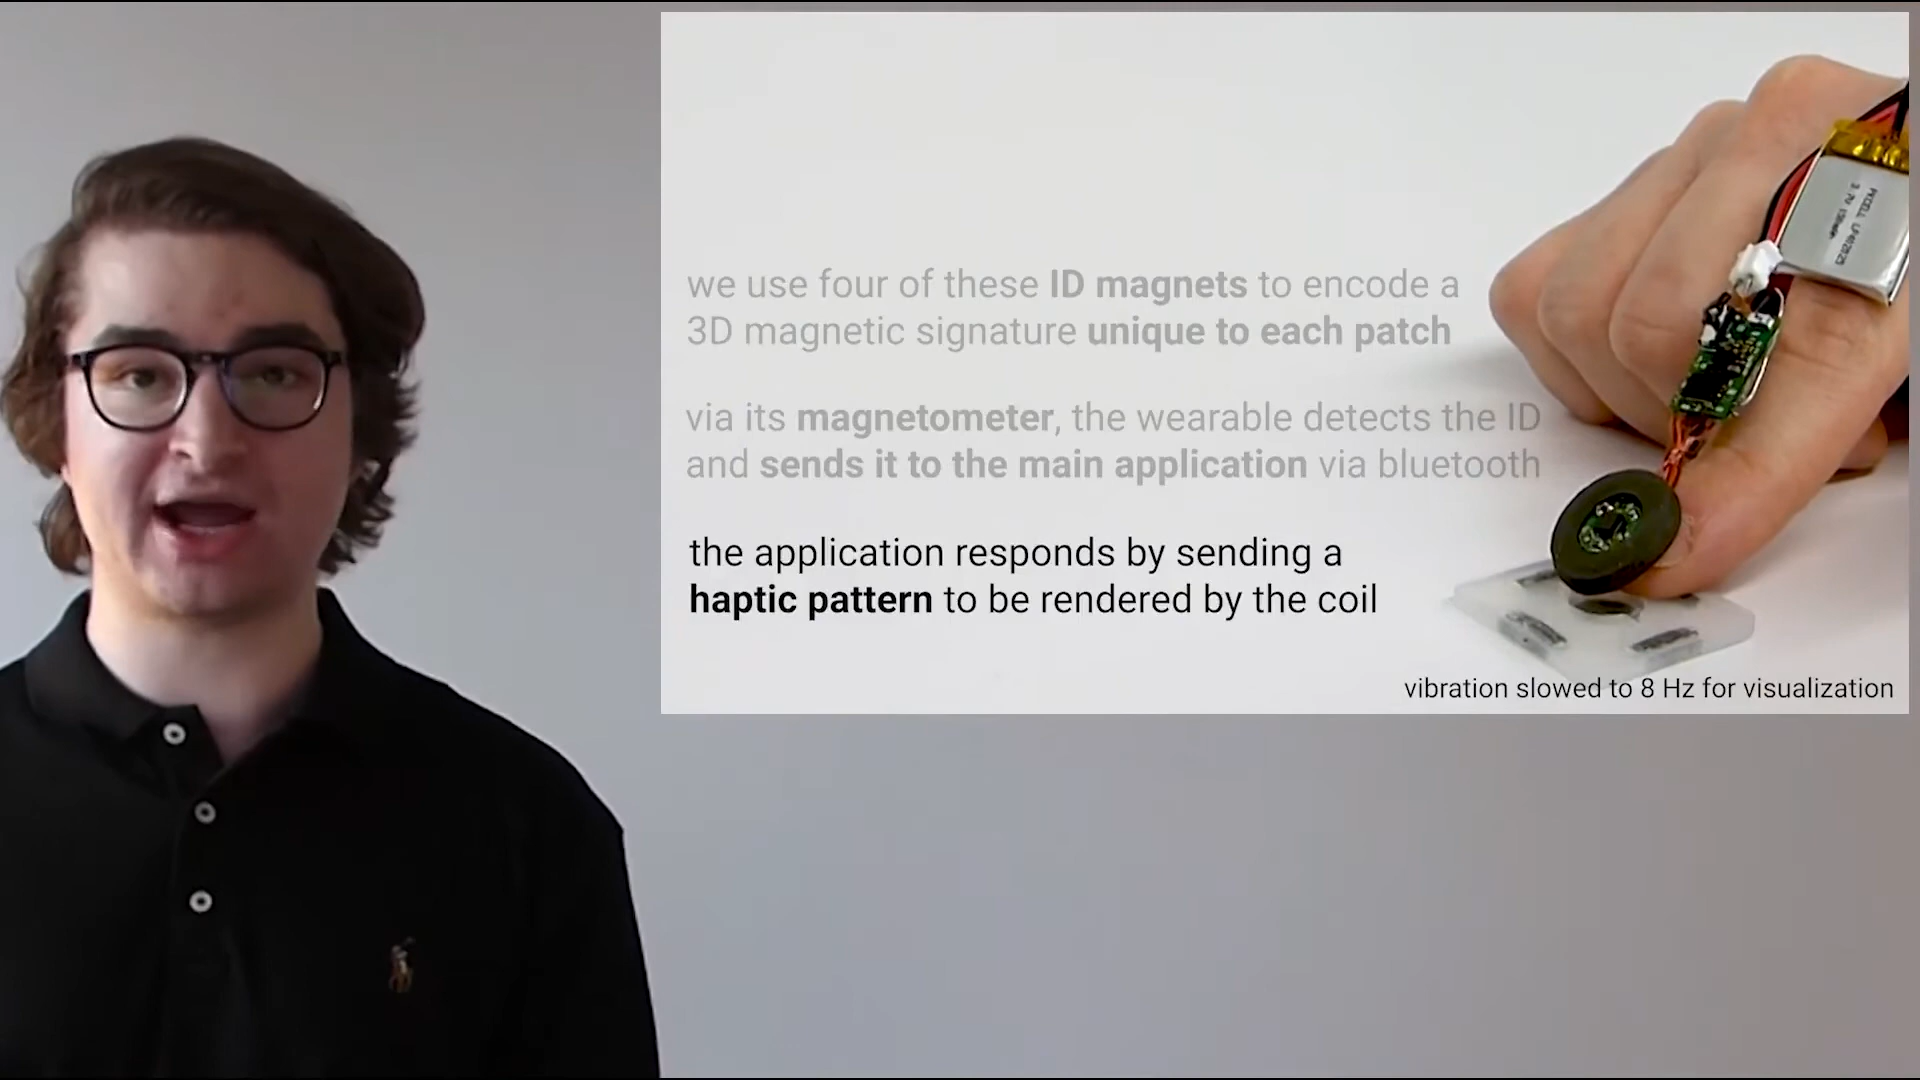 we use four of these ID magnets to encode a
3D magnetic signature unique to each patch
via its magnetometer, the wearable detects the ID
and sends it to the main application via bluetooth
the application responds by sending a
haptic pattern to be rendered by the coil
vibration slowed to 8 Hz for visualization